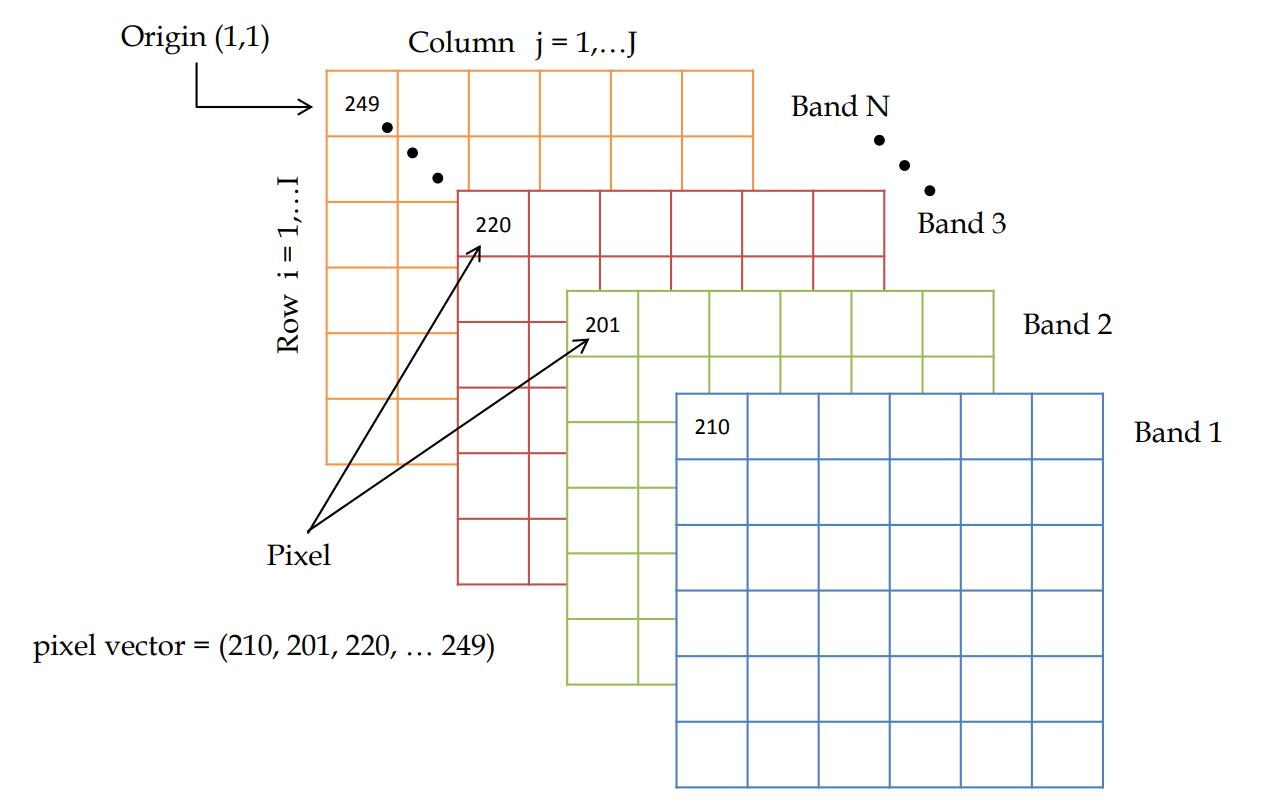 Origin (1,1)
Column j = 1,…J
249
Band N
Row i = 1,…I
220
Band 3
201
Band 2
210
Band 1
Pixel
pixel vector = (210, 201, 220, … 249)